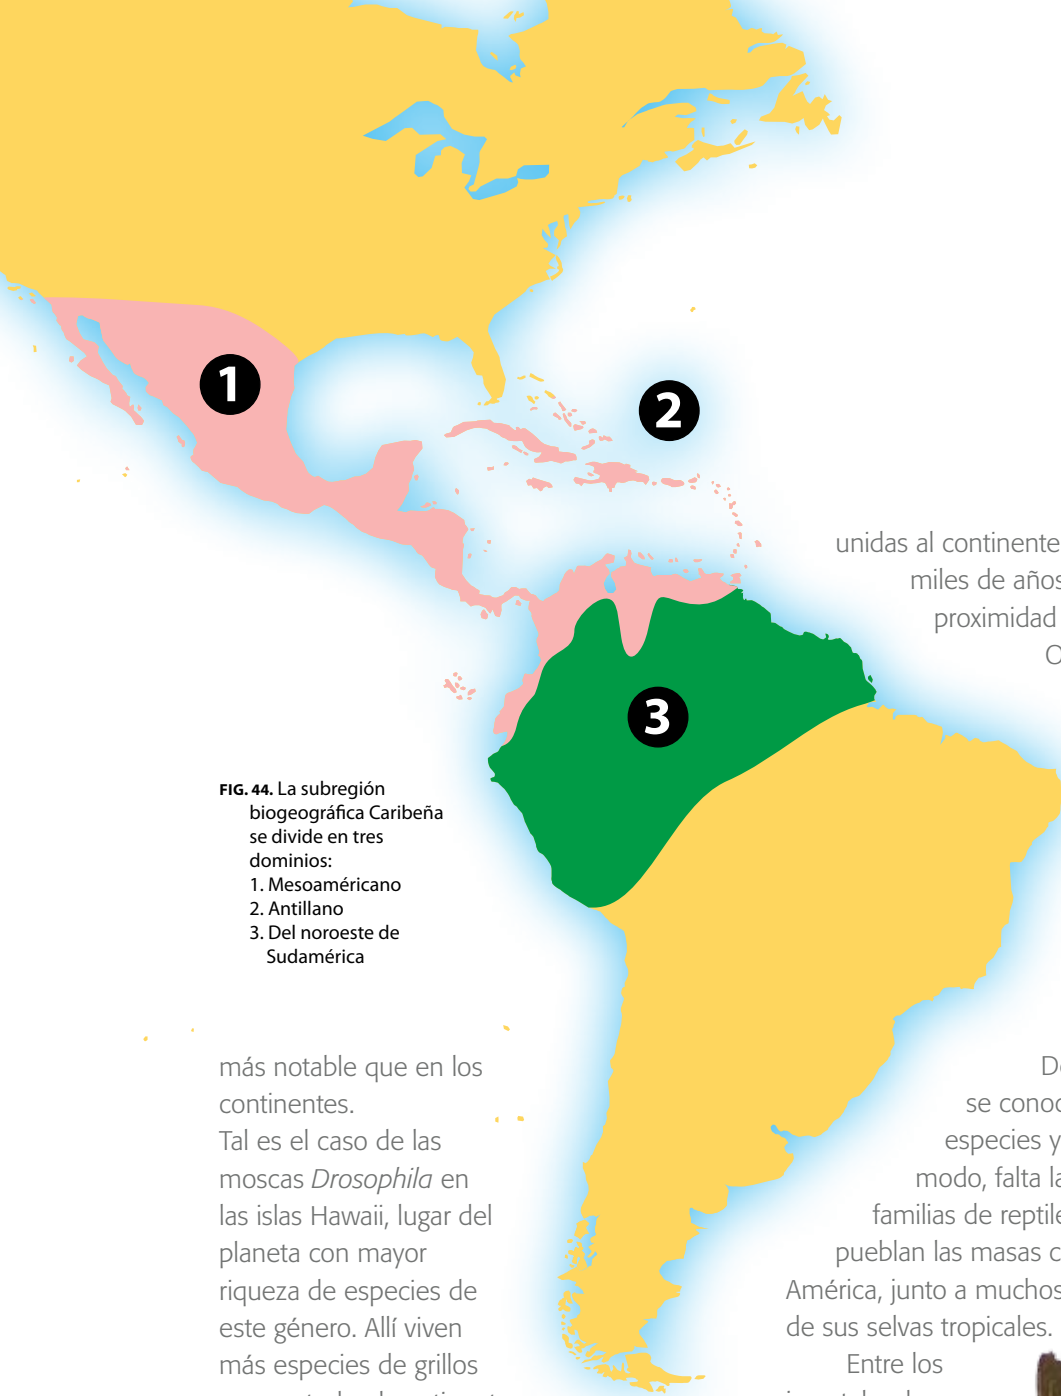 1
2
unidas al continente
miles de años
proximidad
3
FIG. 44. La subregión
biogeográfica Caribeña
se divide en tres
dominios:
1. Mesoaméricano
2. Antillano
3. Del noroeste de
Sudamérica
más notable que en los
continentes.
Tal es el caso de las
moscas Drosophila en
las islas Hawaii, lugar del
planeta con mayor
riqueza de especies de
este género. Allí viven
más especies de grillos
se conoc
especies y
modo, falta la
familias de reptile
pueblan las masas c
América, junto a muchos
de sus selvas tropicales.
Entre los